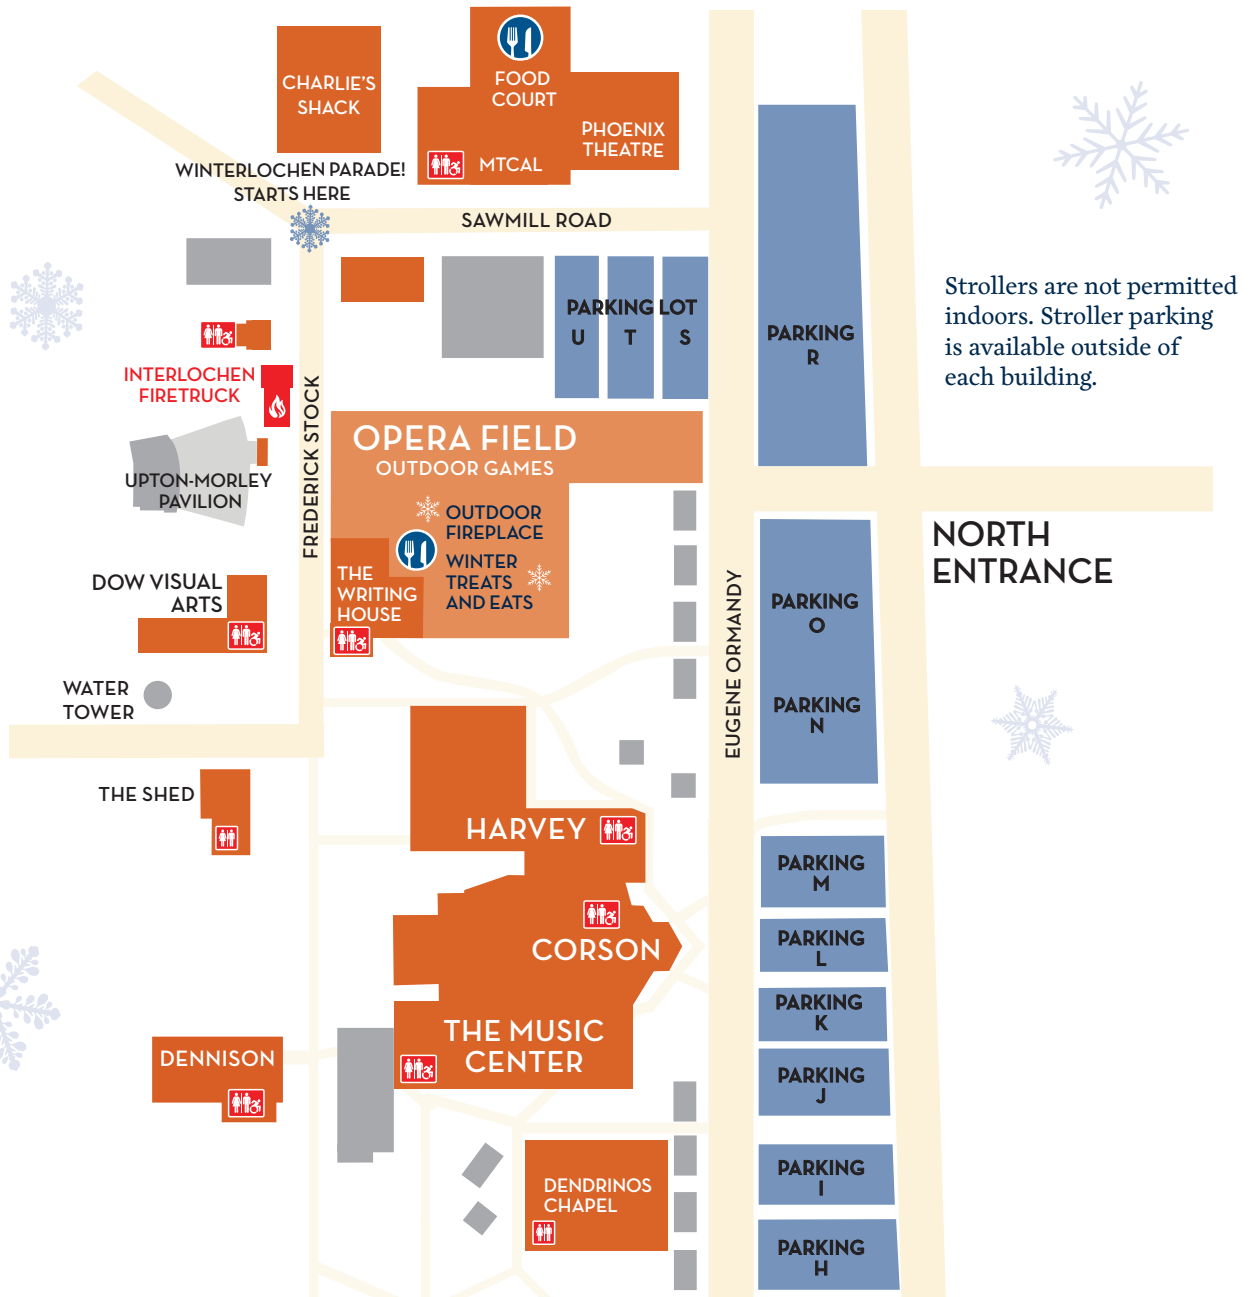 CHARLIE'S
SHACK
FOOD
COURT
PHOENIX
THEATRE
MTCAL
WINTERLOCHEN PARADE!
STARTS HERE
SAWMILL ROAD
PARKING LOT
U T S
PARKING
R
Strollers are not permitted
indoors. Stroller parking
is available outside of
each building.
INTERLOCHEN
FIRETRUCK
FREDERICK STOCK
OPERA FIELD
OUTDOOR GAMES
UPTON-MORLEY
PAVILION
OUTDOOR
FIREPLACE
WINTER
TREATS
AND EATS
THE
WRITING
HOUSE
NORTH
ENTRANCE
DOW VISUAL
ARTS
EUGENE ORMANDY
PARKING
O
PARKING
N
WATER
TOWER
THE SHED
HARVEY
PARKING
M
CORSON
PARKING
L
THE MUSIC
CENTER
PARKING
K
DENNISON
PARKING
J
DENDRINOS
CHAPEL
PARKING
I
PARKING
H